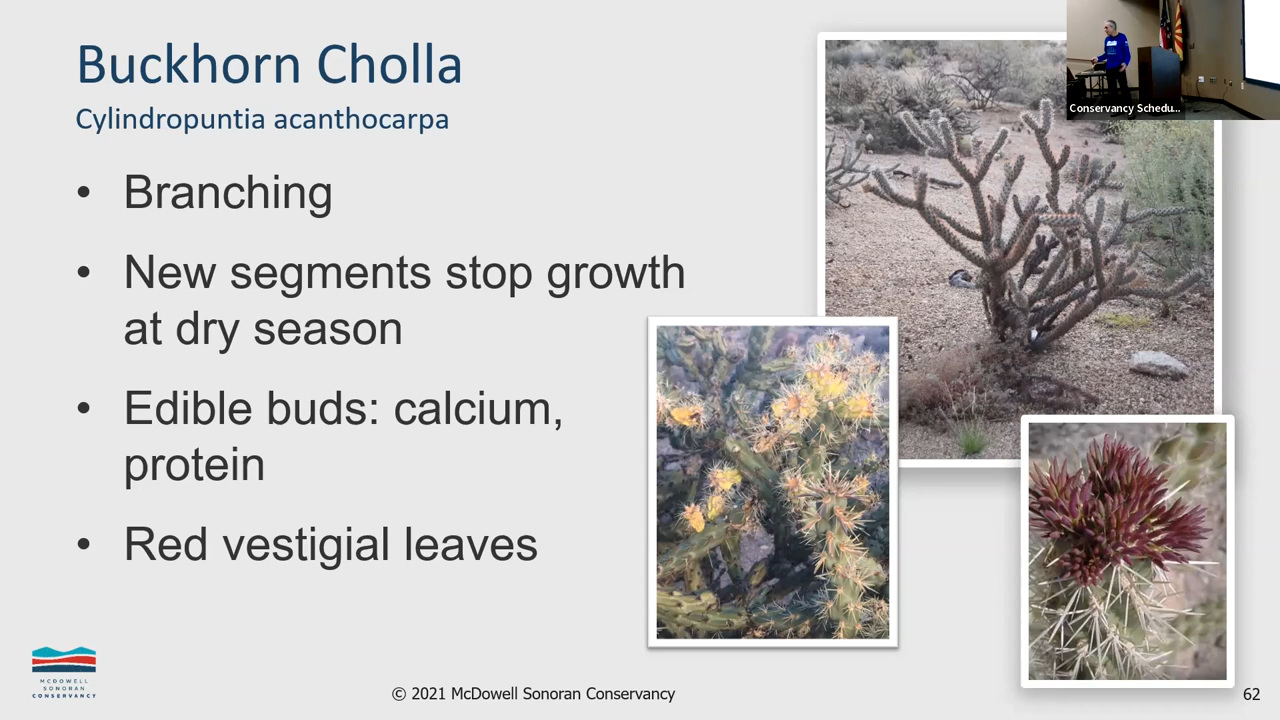 Buckhorn Cholla
Cylindropuntia acanthocarpa
• Branching
• New segments stop growth
at dry season
• Edible buds: calcium,
protein
• Red vestigial leaves
Conservancy Schedu...
MCDOWELL
SONORAN
CONSERVANCY
© 2021 McDowell Sonoran Conservancy
62